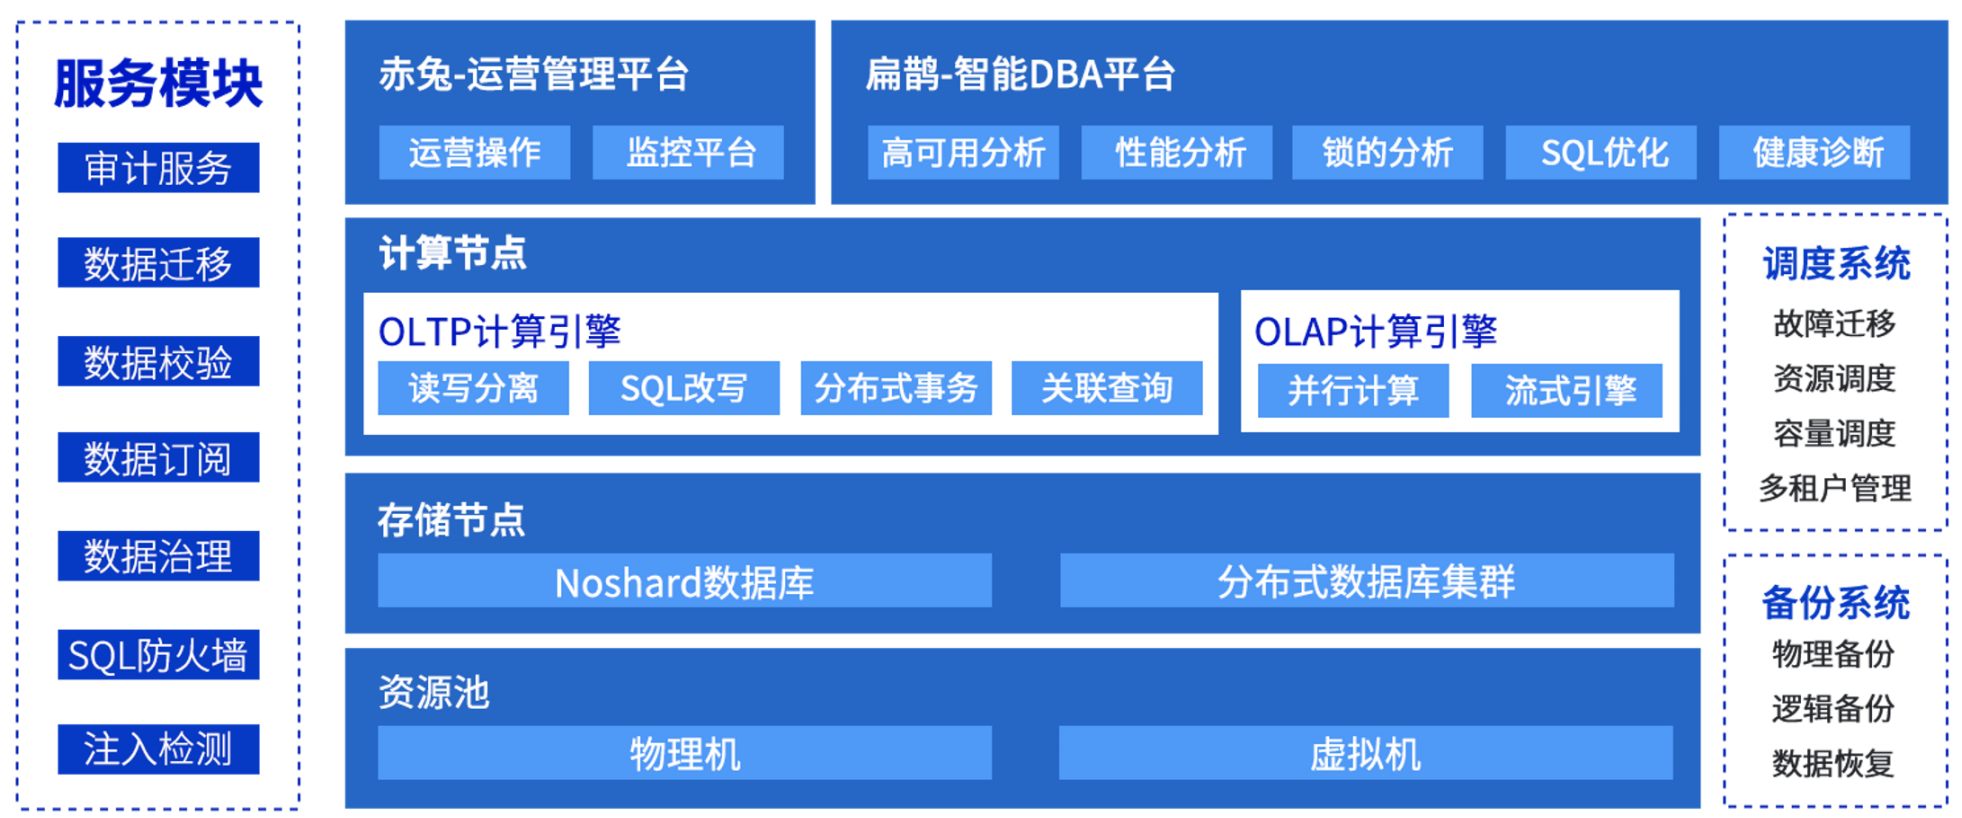 服务模块
审计服务
数据迁移
数据校验
数据订阅
数据治理
SQL防火墙
注入检测
赤兔-运营管理平台
运营操作
监控平台
扁鹊-智能DBA平台
高可用分析
性能分析
锁的分析
SQL优化
健康诊断
计算节点
OLTP计算引擎
读写分离
SQL改写
分布式事务
关联查询
OLAP计算引擎
并行计算
流式引擎
存储节点
Noshard数据库
分布式数据库集群
资源池
物理机
虚拟机
调度系统
故障迁移
资源调度
容量调度
多租户管理
备份系统
物理备份
逻辑备份
数据恢复